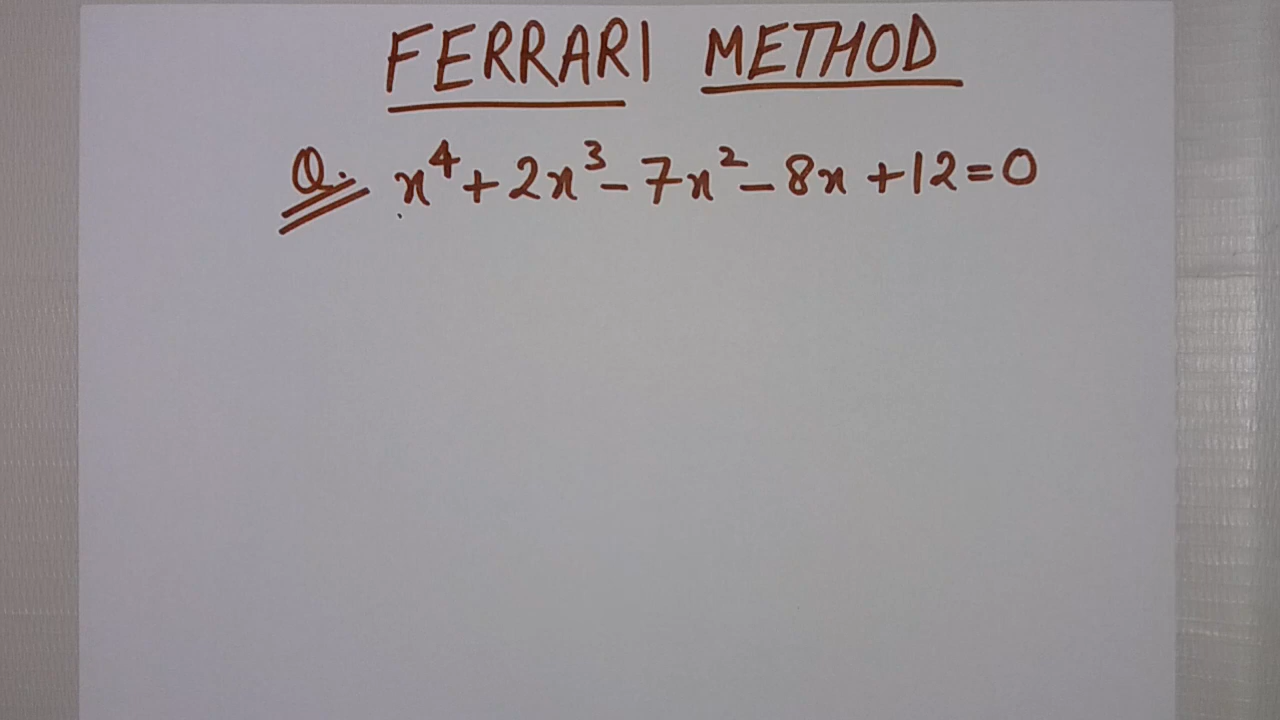 FERRARI METHOD
Q. x⁴ + 2x³ - 7x² - 8x + 12 = 0